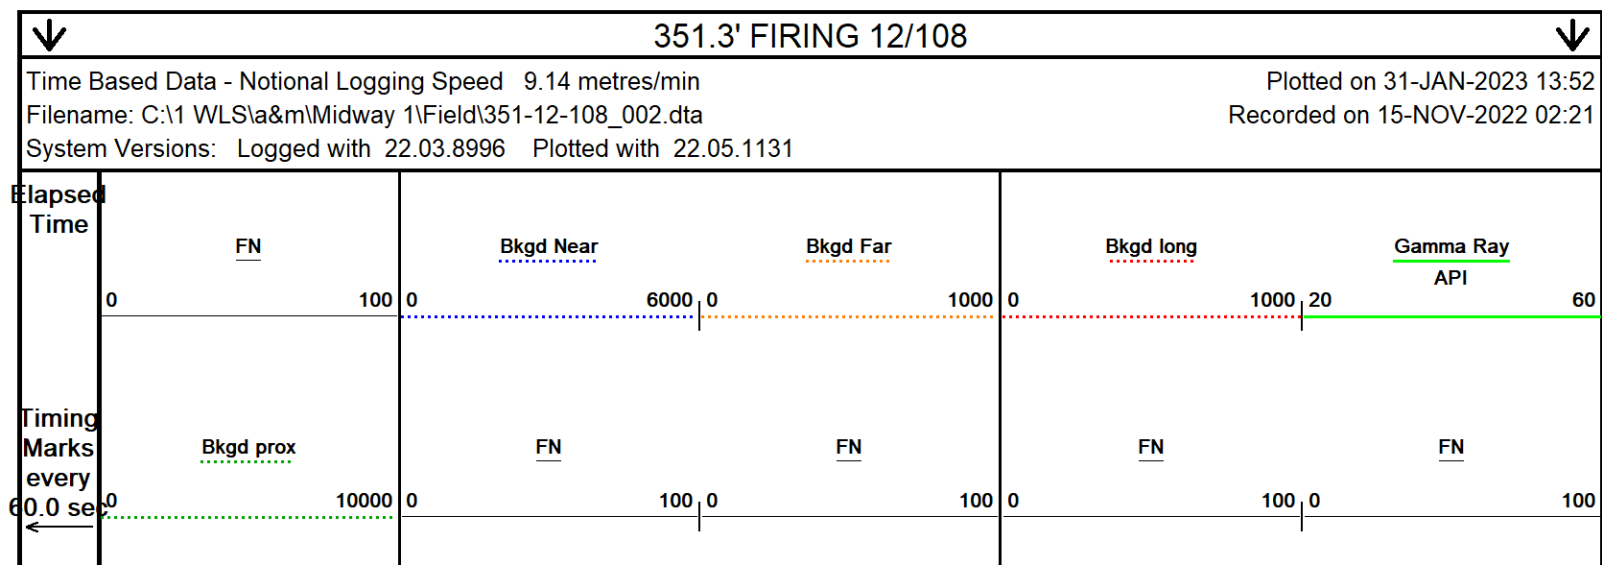 351.3' FIRING 12/108
Time Based Data - Notional Logging Speed 9.14 metres/min
Plotted on 31-JAN-2023 13:52
Filename: C:\1 WLS\a&m\Midway 1\Field\351-12-108_002.dta
Recorded on 15-NOV-2022 02:21
System Versions: Logged with 22.03.8996 Plotted with 22.05.1131
Elapsed
Time
FN
Bkgd Near
Bkgd Far
Bkgd long
Gamma Ray
API
0 100 0 6000 0 1000 0 1000 20 60
Timing
Marks
every
60.0 sec
Bkgd prox
FN
FN
FN
FN
0 10000 0 100 0 100 0 100 0 100